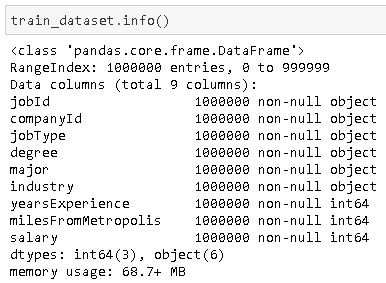 train_dataset.info()
<class 'pandas.core.frame.DataFrame'>
RangeIndex: 1000000 entries, 0 to 999999
Data columns (total 9 columns):
jobId                  1000000 non-null object
companyId              1000000 non-null object
jobType                1000000 non-null object
degree                 1000000 non-null object
major                  1000000 non-null object
industry               1000000 non-null object
yearsExperience        1000000 non-null int64
milesFromMetropolis    1000000 non-null int64
salary                 1000000 non-null int64
dtypes: int64(3), object(6)
memory usage: 68.7+ MB